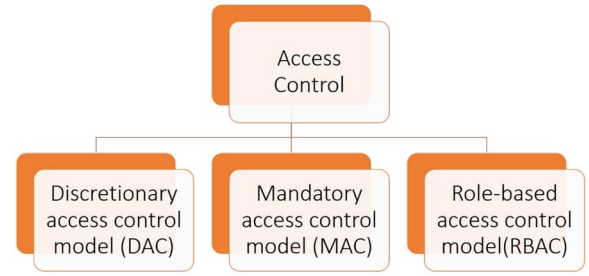 Access
Control
Discretionary
access control
model (DAC)
Mandatory
access control
model (MAC)
Role-based
access control
model(RBAC)